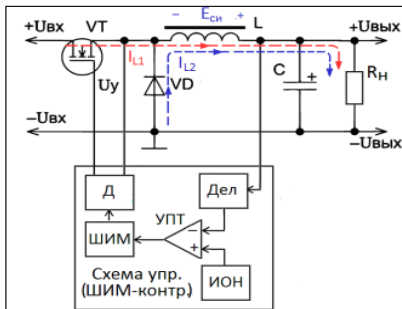 +Uвх VT − Eси + L +Uвых
IL1
Uу IL2 VD C + RН
−Uвх −Uвых
Д Дел
УПТ
ШИМ − +
Схема упр. ИОН
(ШИМ-контр.)